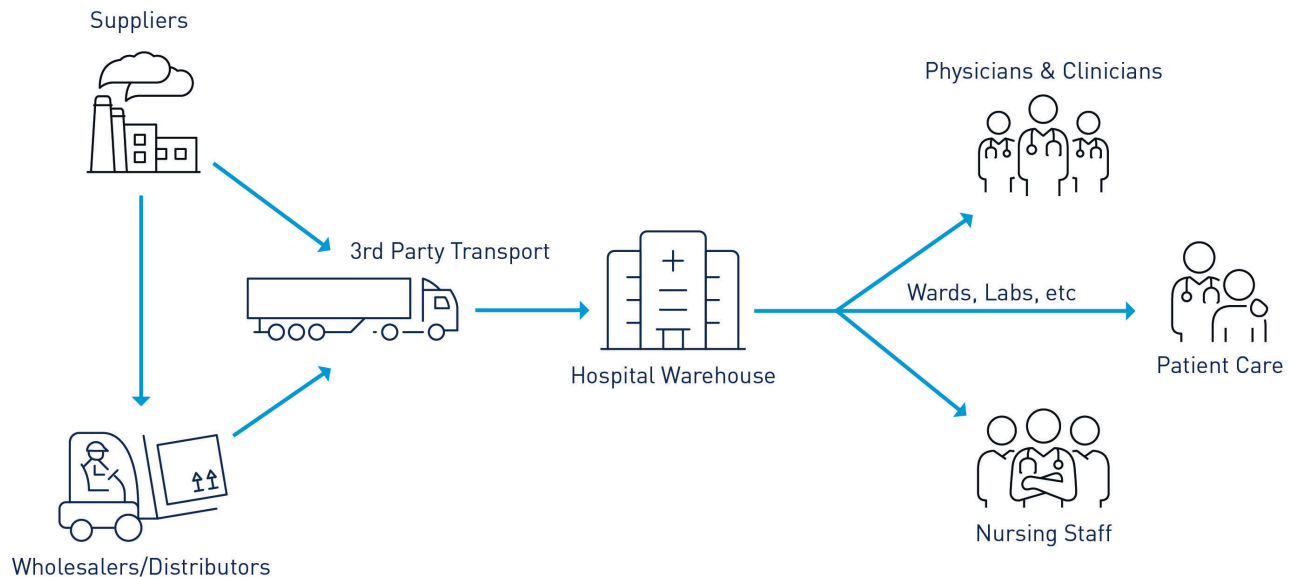 Suppliers
Physicians & Clinicians
3rd Party Transport
Wards, Labs, etc
Hospital Warehouse
Patient Care
Nursing Staff
Wholesalers/Distributors